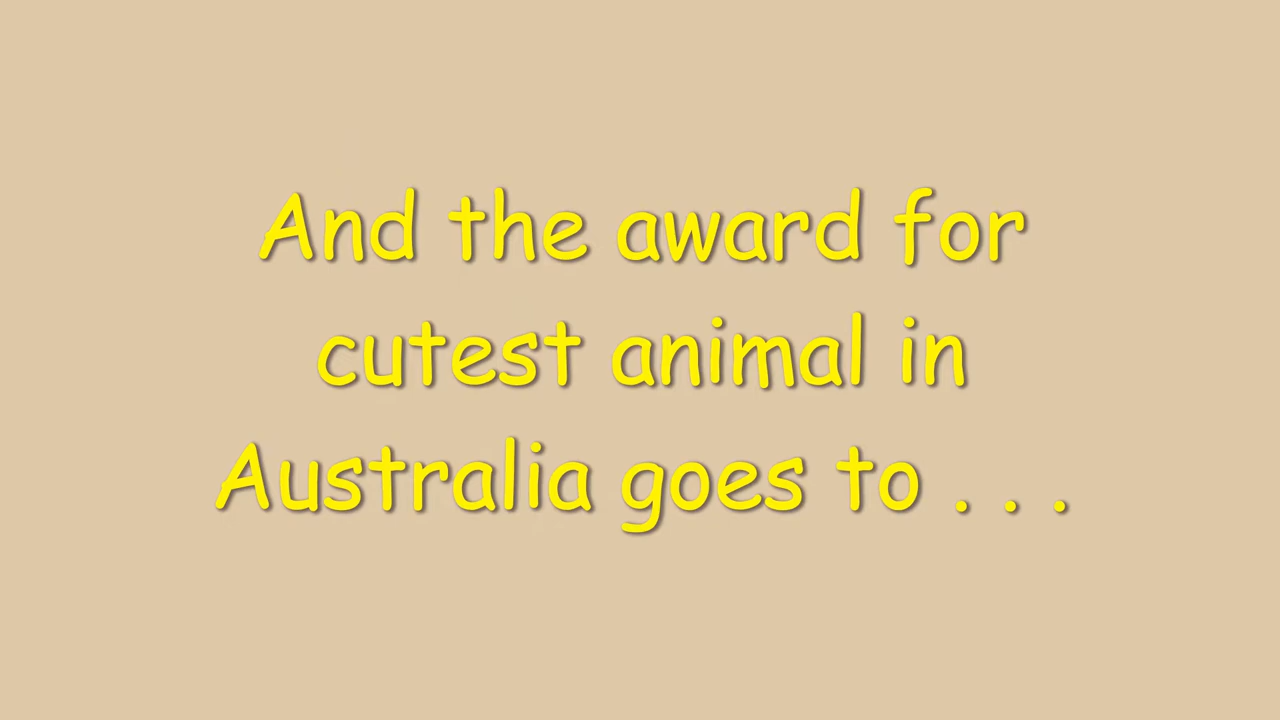 And the award for
cutest animal in
Australia goes to . . .